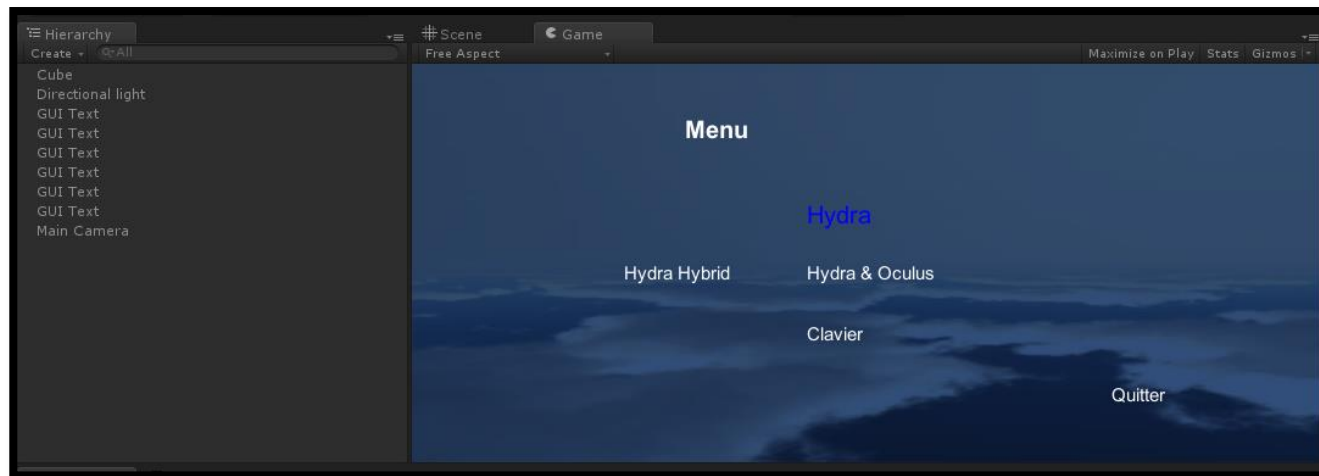 Hierarchy
Create All
Cube
Directional light
GUI Text
GUI Text
GUI Text
GUI Text
GUI Text
GUI Text
Main Camera
Scene Game
Free Aspect Maximize on Play Stats Gizmos
Menu
Hydra
Hydra Hybrid Hydra & Oculus
Clavier
Quitter